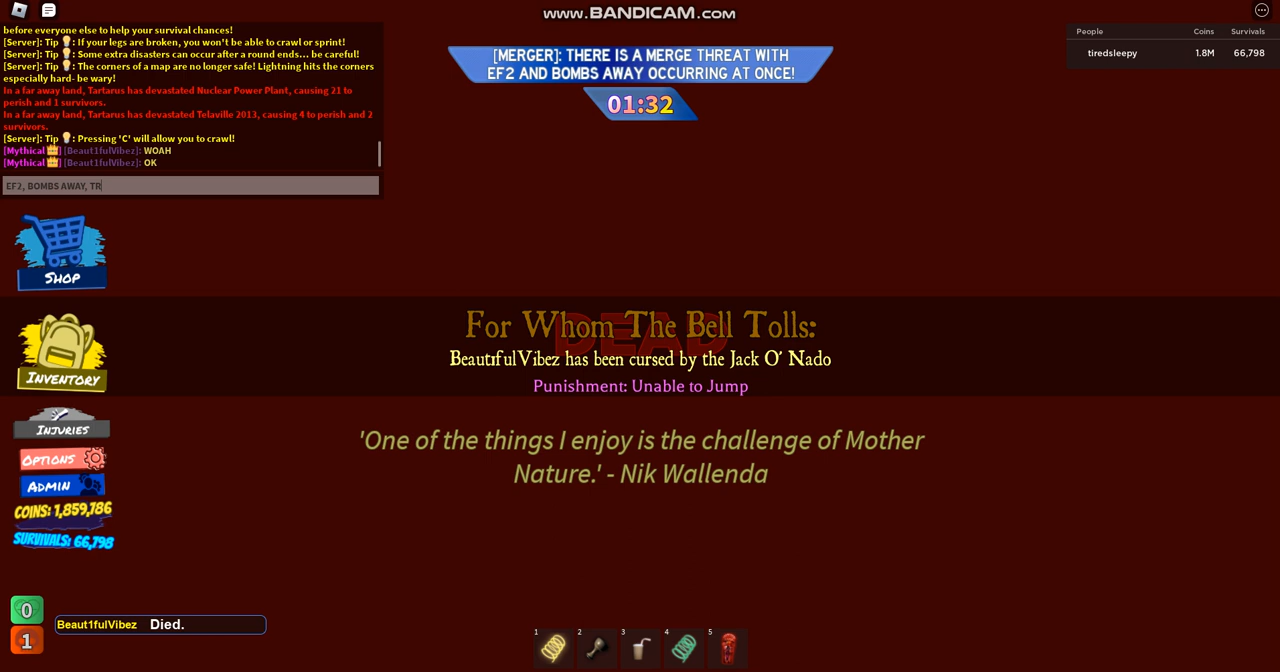 www.BANDICAM.com
before everyone else to help your survival chances!
[Server]: Tip 💡: If your legs are broken, you won't be able to crawl or sprint!
[Server]: Tip 💡: Some extra disasters can occur after a round ends... be careful!
[Server]: Tip 💡: The corners of a map are no longer safe! Lightning hits the corners
especially hard- be wary!
In a far away land, Tartarus has devastated Nuclear Power Plant, causing 21 to
perish and 1 survivors.
In a far away land, Tartarus has devastated Telaville 2013, causing 4 to perish and 2
survivors.
[Server]: Tip 💡: Pressing 'C' will allow you to crawl!
[Mythical 👑] [Beaut1fulVibez]: WOAH
[Mythical 👑] [Beaut1fulVibez]: OK
EF2, BOMBS AWAY, TR
[MERGER]: THERE IS A MERGE THREAT WITH
EF2 AND BOMBS AWAY OCCURRING AT ONCE!
01:32
People Coins Survivals
tiredsleepy 1.8M 66,798
SHOP
INVENTORY
INJURIES
OPTIONS
ADMIN
COINS: 1,859,786
SURVIVALS: 66,798
DEAD
For Whom The Bell Tolls:
Beaut1fulVibez has been cursed by the Jack O' Nado
Punishment: Unable to Jump
'One of the things I enjoy is the challenge of Mother
Nature.' - Nik Wallenda
0
1
Beaut1fulVibez Died.
1 2 3 4 5